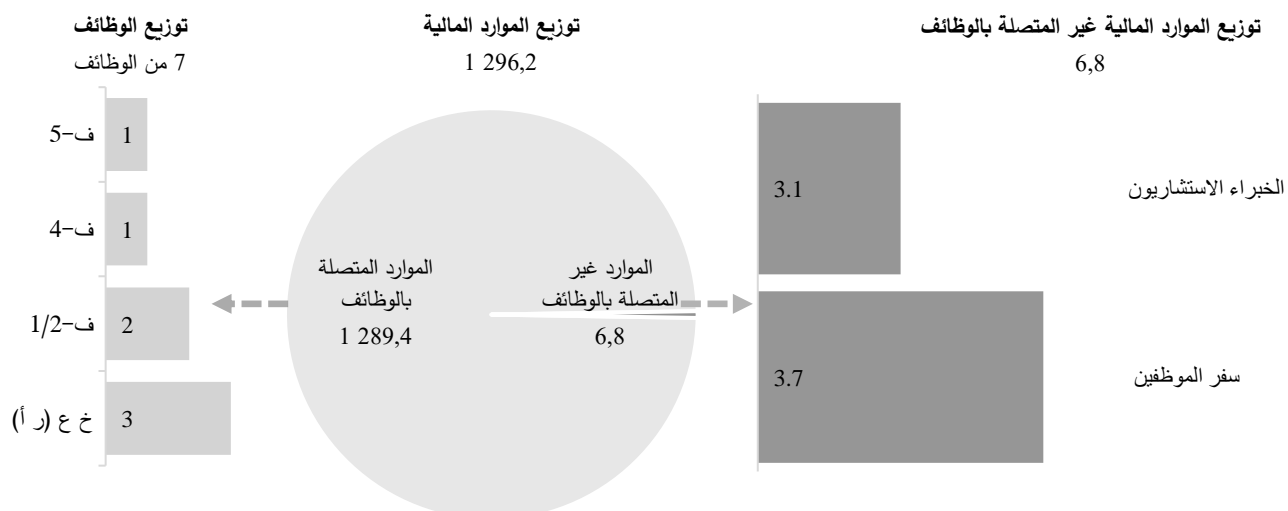 توزيع الموارد المالية غير المتصلة بالوظائف
6,8
الخبراء الاستشاريون
3.1
سفر الموظفين
3.7
توزيع الموارد المالية
1 296,2
الموارد غير
المتصلة بالوظائف
6,8
الموارد المتصلة
بالوظائف
1 289,4
توزيع الوظائف
7 من الوظائف
ف-5
1
ف-4
1
ف-1/2
2
خ ع (ر أ)
3